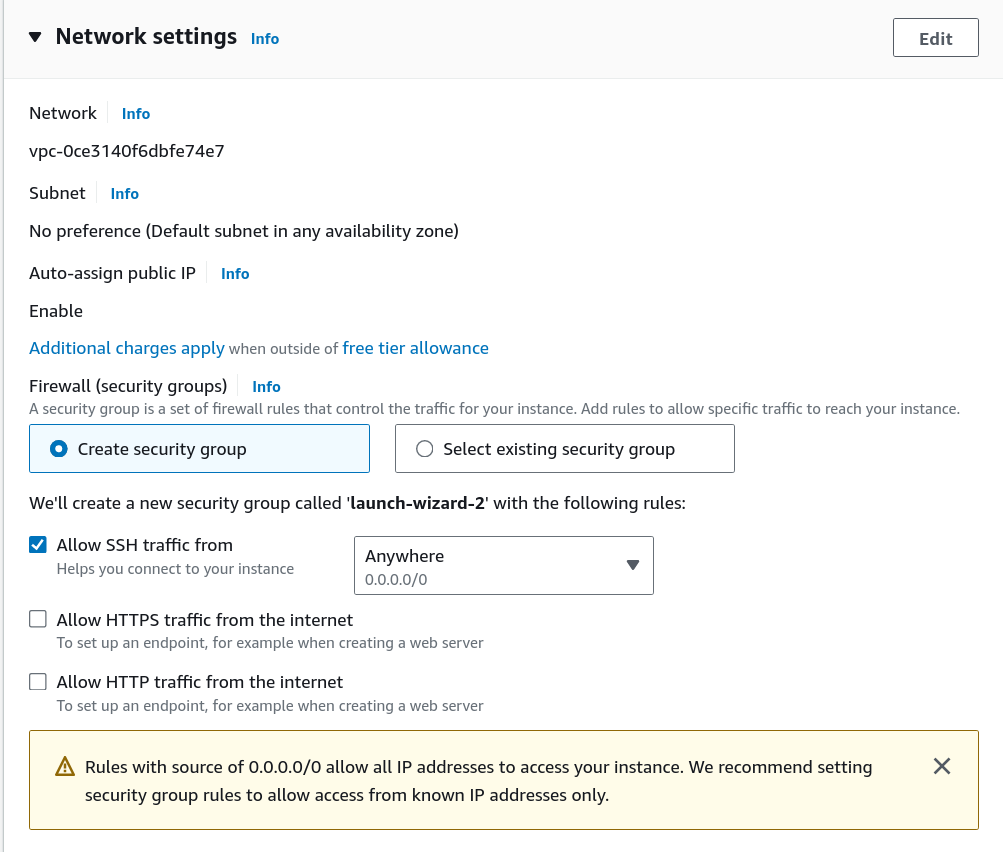 Network settings Info
Edit
Network Info
vpc-0ce3140f6dbfe74e7
Subnet Info
No preference (Default subnet in any availability zone)
Auto-assign public IP Info
Enable
Additional charges apply when outside of free tier allowance
Firewall (security groups) Info
A security group is a set of firewall rules that control the traffic for your instance. Add rules to allow specific traffic to reach your instance.
Create security group
Select existing security group
We'll create a new security group called 'launch-wizard-2' with the following rules:
Allow SSH traffic from
Helps you connect to your instance
Anywhere
0.0.0.0/0
Allow HTTPS traffic from the internet
To set up an endpoint, for example when creating a web server
Allow HTTP traffic from the internet
To set up an endpoint, for example when creating a web server
Rules with source of 0.0.0.0/0 allow all IP addresses to access your instance. We recommend setting
security group rules to allow access from known IP addresses only.